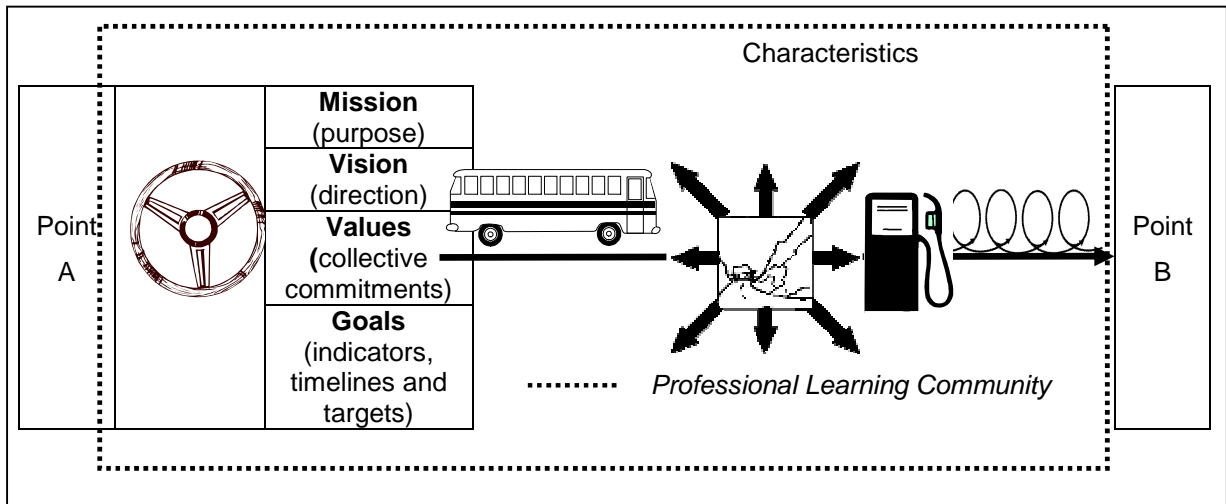 Characteristics
Point
A
Mission
(purpose)
Vision
(direction)
Values
(collective
commitments)
Goals
(indicators,
timelines and
targets)
Professional Learning Community
Point
B